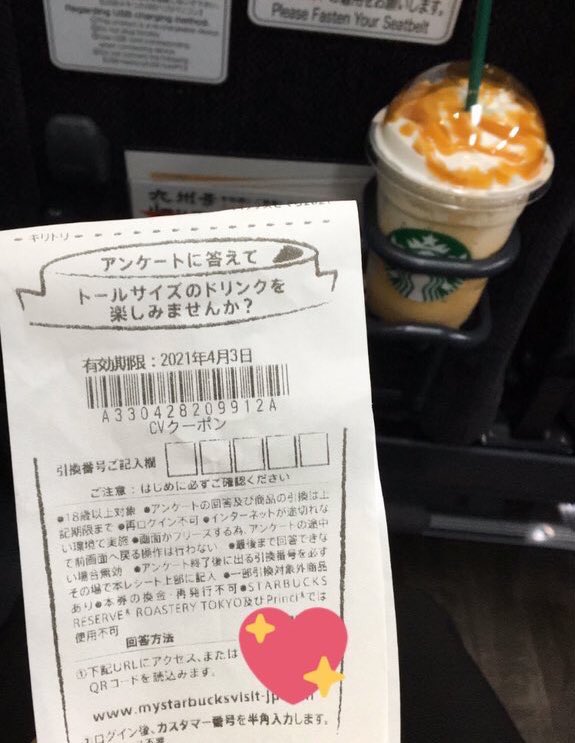 Regarding USB charging method
Please Fasten Your Seatbelt
キリトリ
アンケートに答えて
トールサイズのドリンクを
楽しみませんか？
有効期限：2021年4月3日
A330428209912A
CVクーポン
引換番号ご記入欄
ご注意：はじめに必ずご確認ください
●18歳以上対象 ●アンケートの回答及び商品の引換は上
記期限まで ●再ログイン不可 ●インターネットが途切れな
い環境で実施 ●画面がフリーズする為、アンケートの途中
で前画面へ戻る操作は行わない ●最後まで回答できな
い場合無効 ●アンケート終了後に出る引換番号を必ず
その場で本レシート上部に記入 ●一部引換対象外商品
あり ●本券の換金・再発行不可 ●STARBUCKS
RESERVE® ROASTERY TOKYO及びPrinci®では
使用不可
回答方法
①下記URLにアクセス、または
QRコードを読込みます。
www.mystarbucksvisit-jp
ログイン後、カスタマー番号を半角入力します。